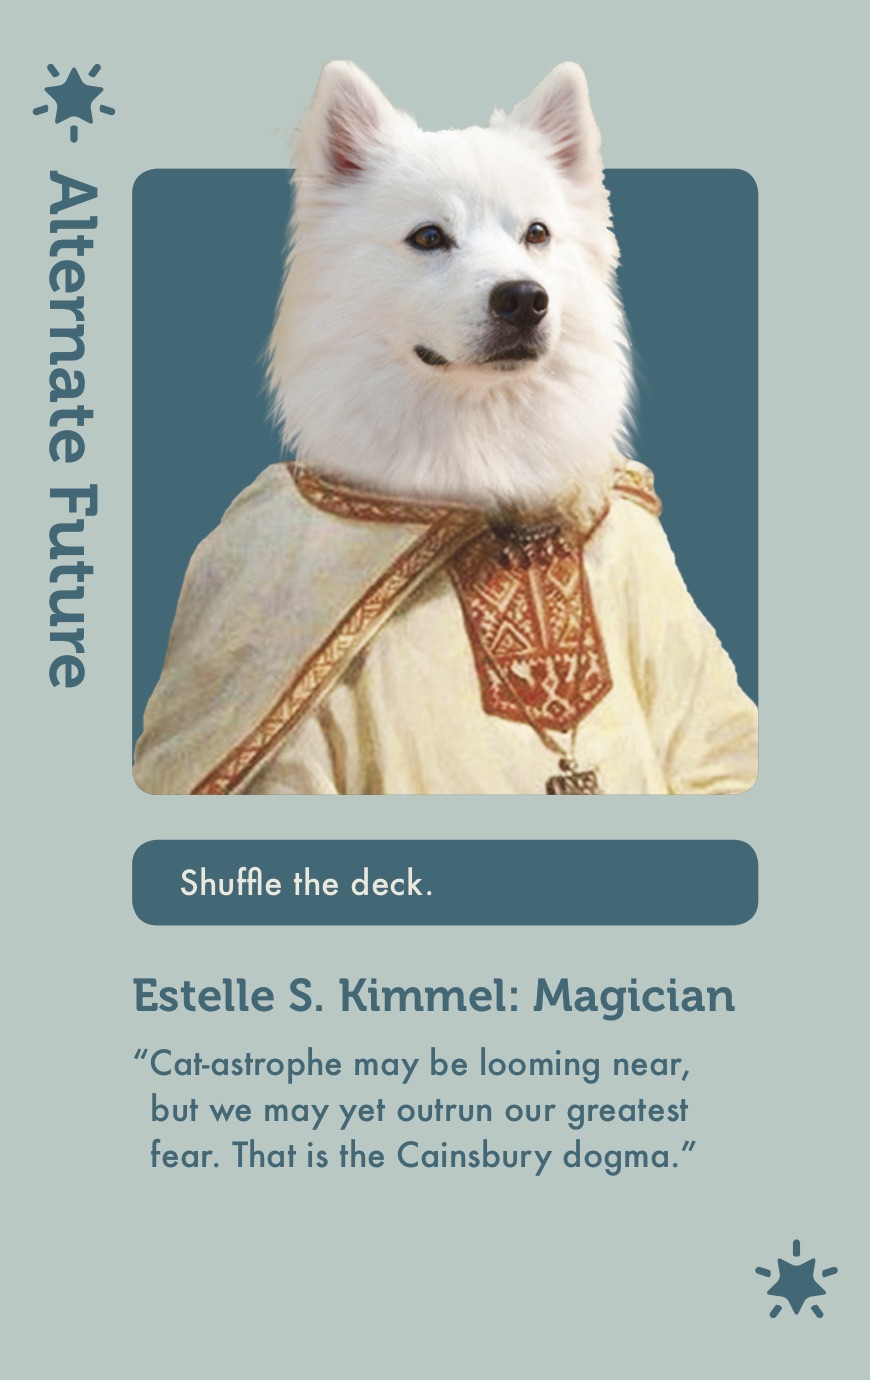 Alternate Future
Shuffle the deck.
Estelle S. Kimmel: Magician
“Cat-astrophe may be looming near,
but we may yet outrun our greatest
fear. That is the Cainsbury dogma.”